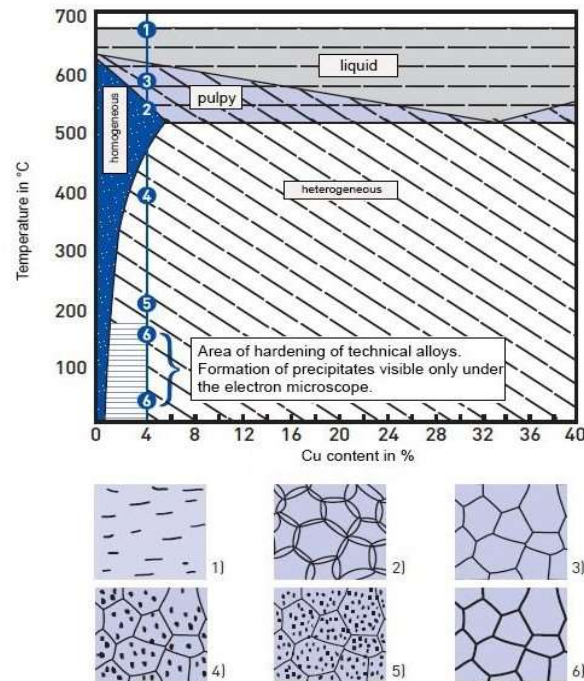 700
600
500
400
300
200
100
Temperature in °C
1
3
2
4
5
6
6
liquid
pulpy
homogeneous
heterogeneous
Area of hardening of technical alloys.
Formation of precipitates visible only under
the electron microscope.
0 4 8 12 16 20 24 28 32 36 40
Cu content in %
1) 2) 3)
4) 5) 6)